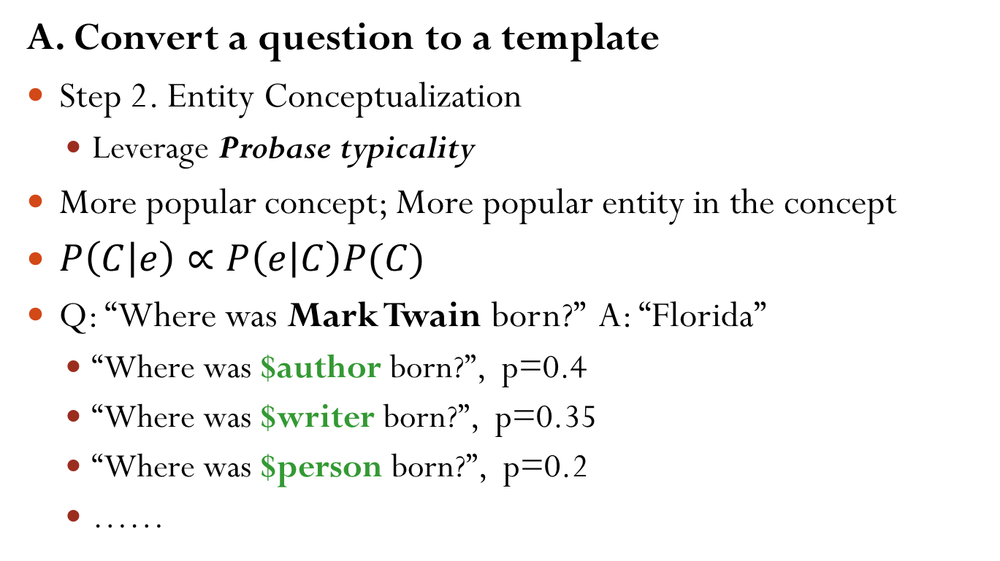 A. Convert a question to a template
• Step 2. Entity Conceptualization
• Leverage Probase typicality
• More popular concept; More popular entity in the concept
• P(C|e) ∝ P(e|C)P(C)
• Q: “Where was Mark Twain born?” A: “Florida”
• “Where was $author born?”, p=0.4
• “Where was $writer born?”, p=0.35
• “Where was $person born?”, p=0.2
• ......